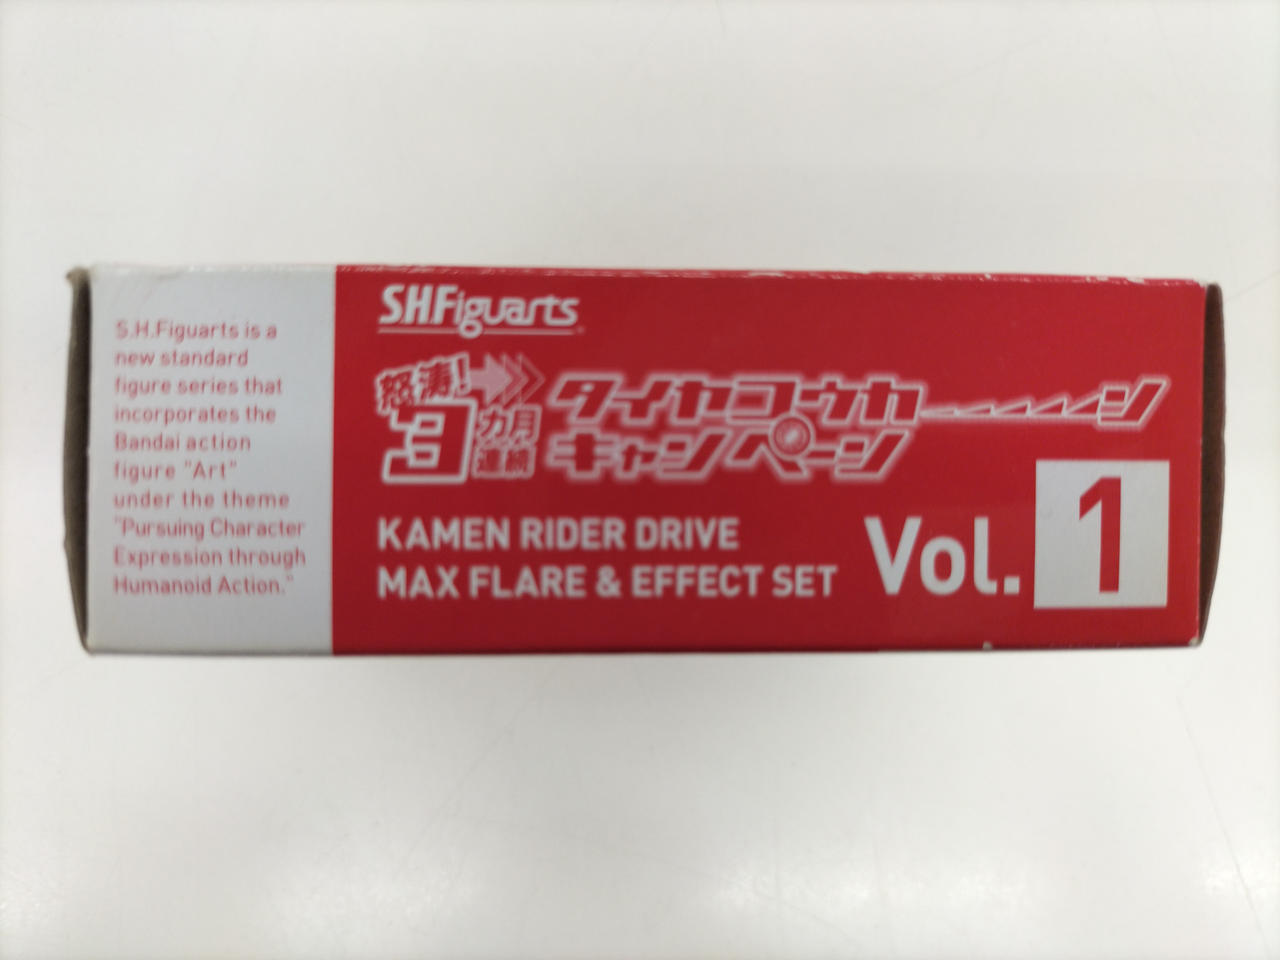 S.H.Figuarts is a
new standard
figure series that
incorporates the
Bandai action
figure "Art"
under the theme
"Pursuing Character
Expression through
Humanoid Action."
S.H.Figuarts
怒涛!
3カ月
連続
タイヤコウカーーーーーン
キャンペーン
KAMEN RIDER DRIVE
MAX FLARE & EFFECT SET
Vol. 1